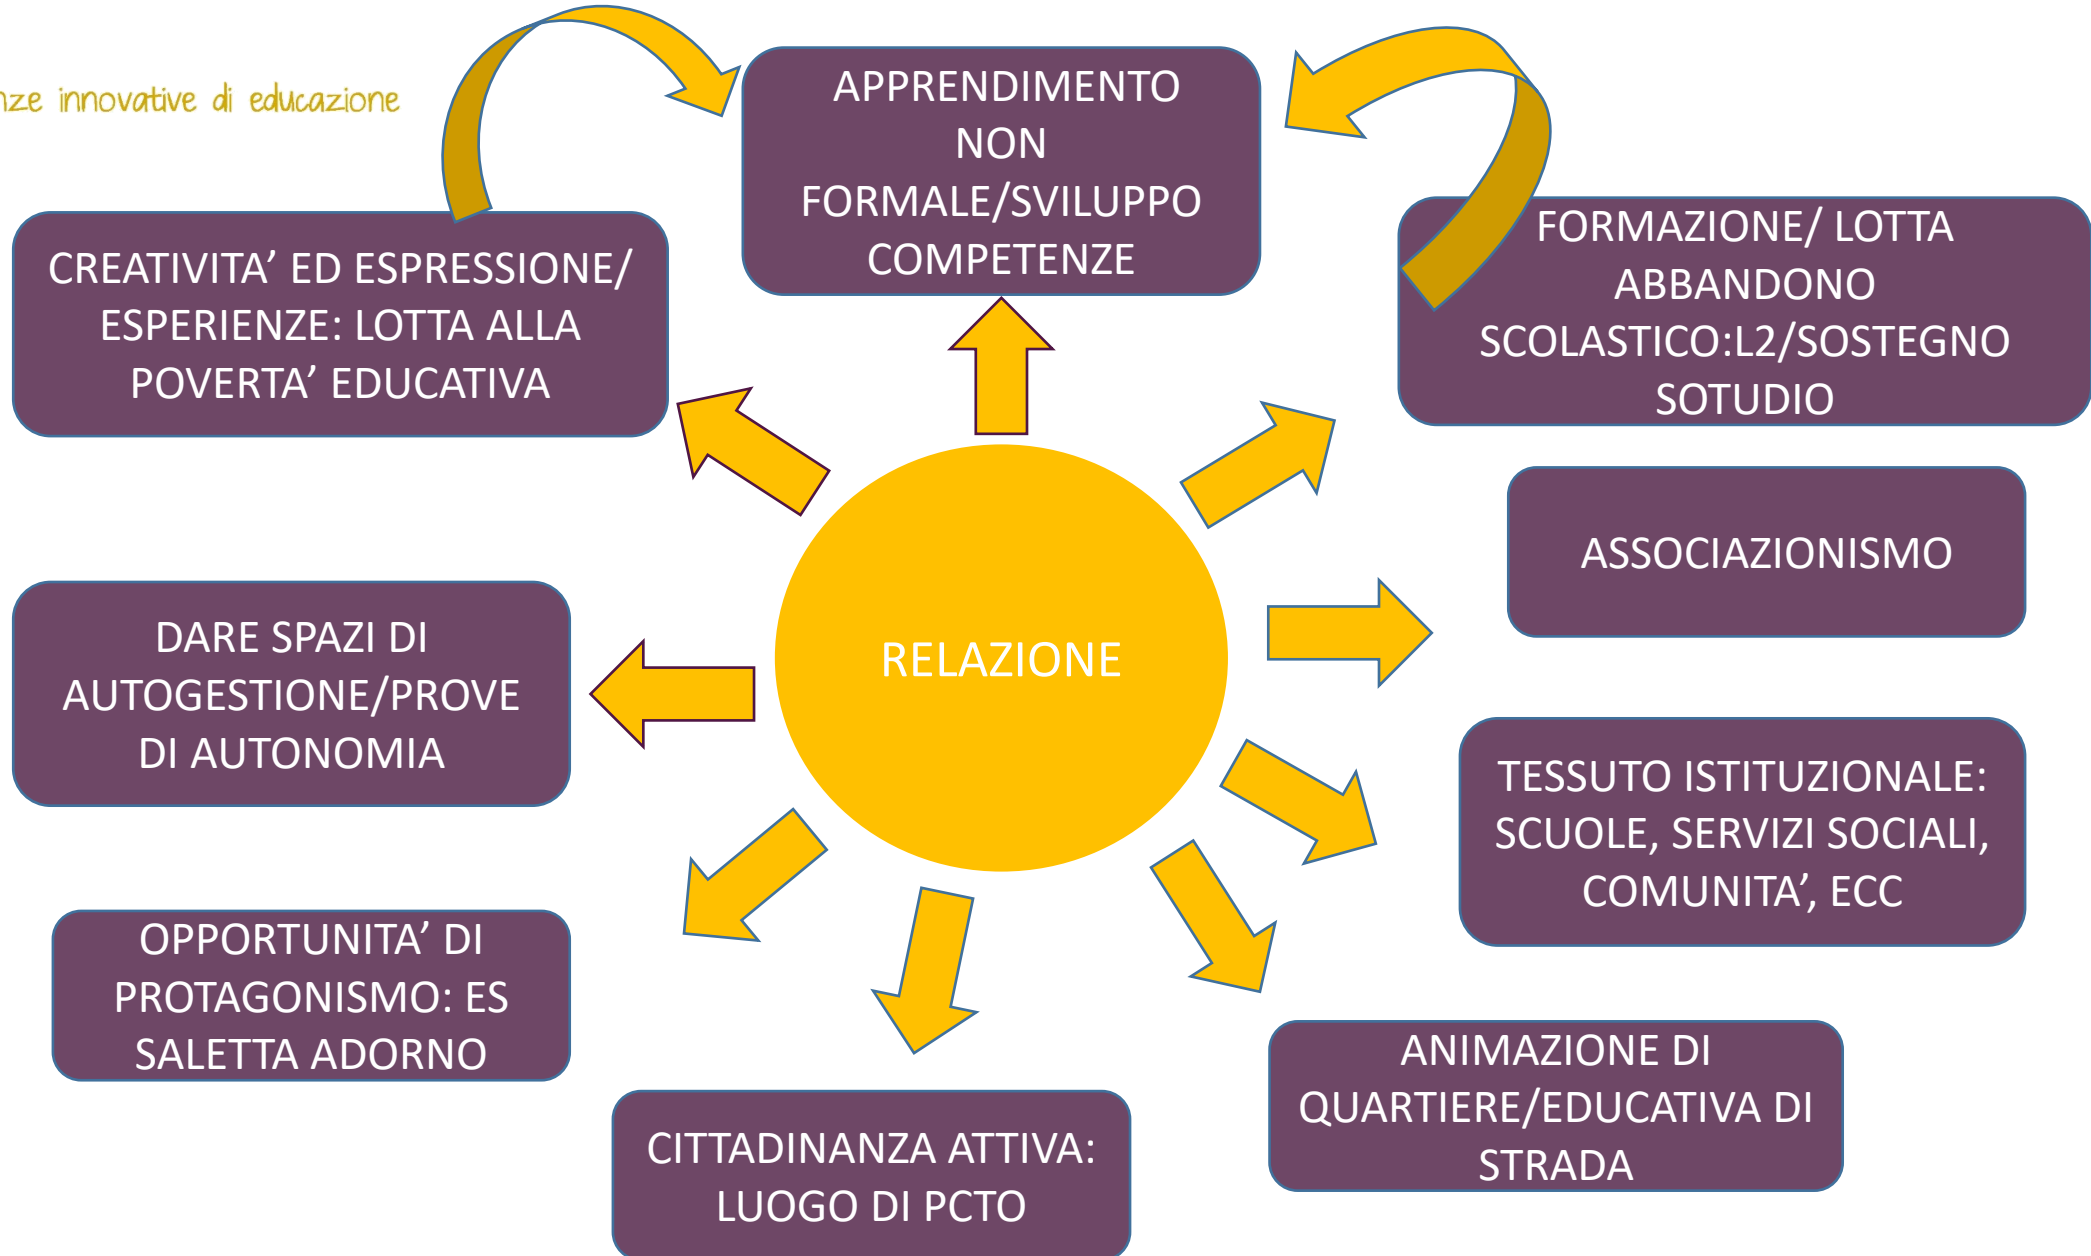 innovative di educazione
APPRENDIMENTO
NON
FORMALE/SVILUPPO
COMPETENZE
CREATIVITA’ ED ESPRESSIONE/
ESPERIENZE: LOTTA ALLA
POVERTA’ EDUCATIVA
FORMAZIONE/ LOTTA
ABBANDONO
SCOLASTICO:L2/SOSTEGNO
SOTUDIO
ASSOCIAZIONISMO
RELAZIONE
DARE SPAZI DI
AUTOGESTIONE/PROVE
DI AUTONOMIA
TESSUTO ISTITUZIONALE:
SCUOLE, SERVIZI SOCIALI,
COMUNITA’, ECC
OPPORTUNITA’ DI
PROTAGONISMO: ES
SALETTA ADORNO
ANIMAZIONE DI
QUARTIERE/EDUCATIVA DI
STRADA
CITTADINANZA ATTIVA:
LUOGO DI PCTO